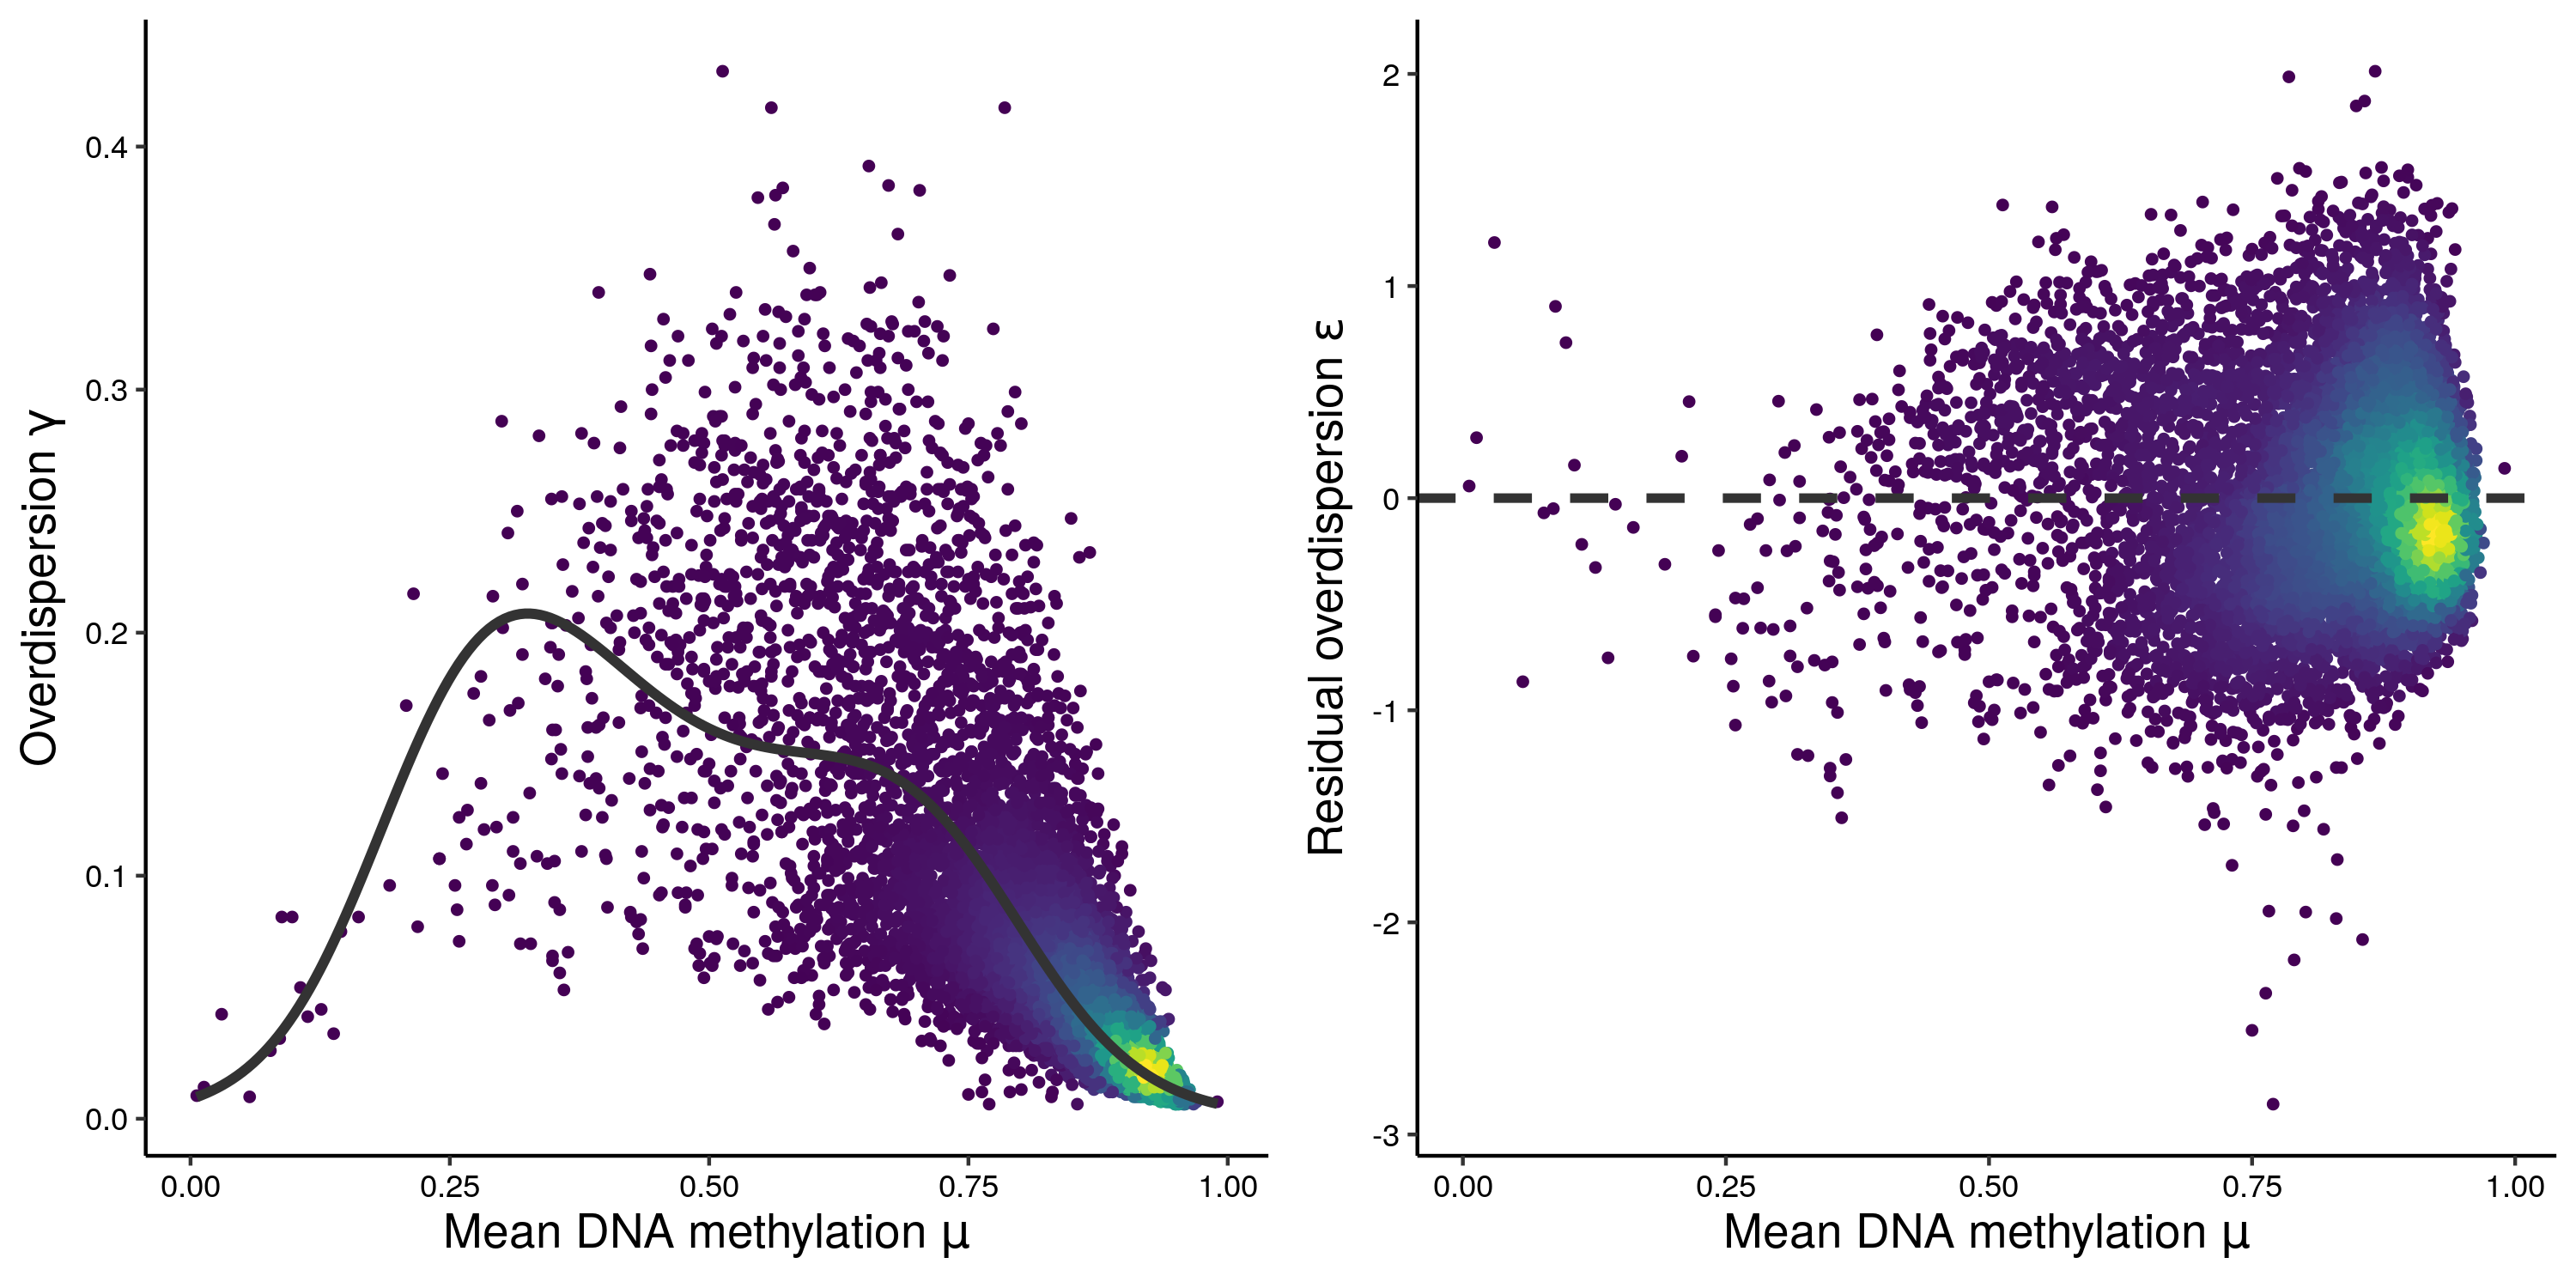 Overdispersion γ
0.4
0.3
0.2
0.1
0.0
0.00 0.25 0.50 0.75 1.00
Mean DNA methylation μ
Residual overdispersion ε
2
1
0
-1
-2
-3
0.00 0.25 0.50 0.75 1.00
Mean DNA methylation μ